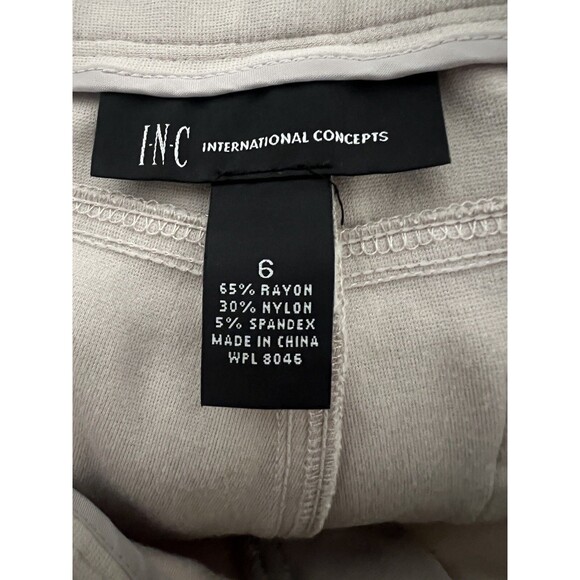 I·N·C INTERNATIONAL CONCEPTS
6
65% RAYON
30% NYLON
5% SPANDEX
MADE IN CHINA
WPL 8046